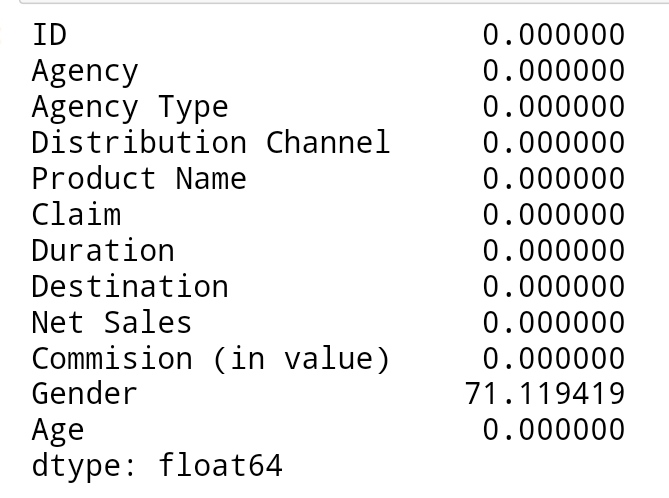 ID 0.000000
Agency 0.000000
Agency Type 0.000000
Distribution Channel 0.000000
Product Name 0.000000
Claim 0.000000
Duration 0.000000
Destination 0.000000
Net Sales 0.000000
Commision (in value) 0.000000
Gender 71.119419
Age 0.000000
dtype: float64